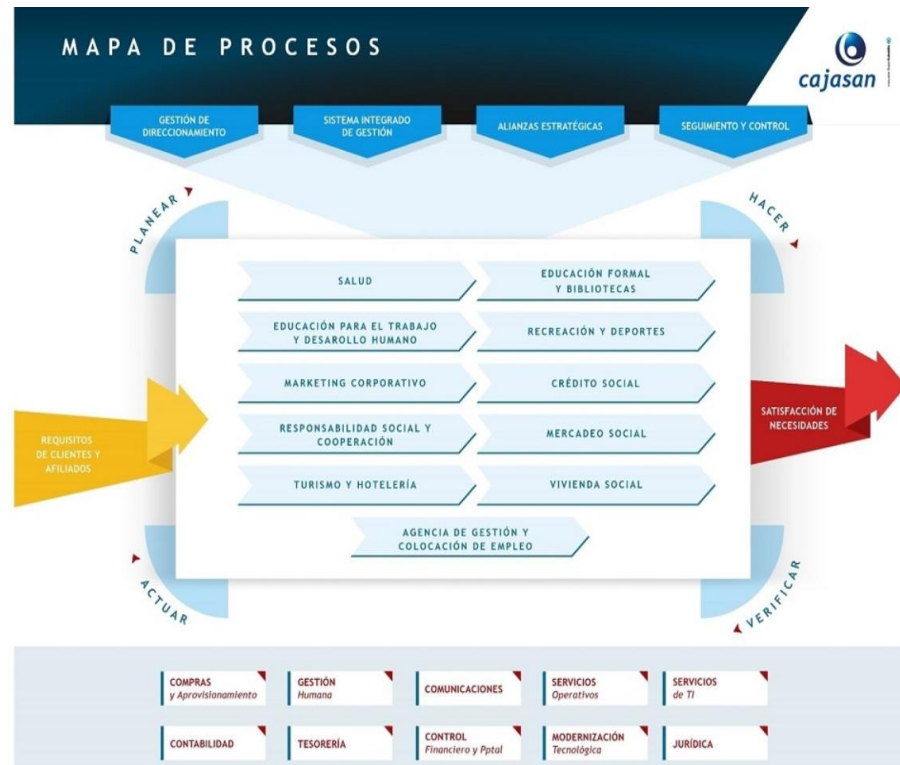 MAPA DE PROCESOS
cajasan
GESTIÓN DE
DIRECCIONAMIENTO
SISTEMA INTEGRADO
DE GESTIÓN
ALIANZAS ESTRATÉGICAS
SEGUIMIENTO Y CONTROL
PLANEAR
HACER
SALUD
EDUCACIÓN FORMAL
Y BIBLIOTECAS
EDUCACIÓN PARA EL TRABAJO
Y DESAROLLO HUMANO
RECREACIÓN Y DEPORTES
MARKETING CORPORATIVO
CRÉDITO SOCIAL
RESPONSABILIDAD SOCIAL Y
COOPERACIÓN
MERCADEO SOCIAL
TURISMO Y HOTELERÍA
VIVIENDA SOCIAL
AGENCIA DE GESTIÓN Y
COLOCACIÓN DE EMPLEO
REQUISITOS
DE CLIENTES Y
AFILIADOS
SATISFACCIÓN DE
NECESIDADES
ACTUAR
VERIFICAR
COMPRAS
y Aprovisionamiento
GESTIÓN
Humana
COMUNICACIONES
SERVICIOS
Operativos
SERVICIOS
de TI
CONTABILIDAD
TESORERÍA
CONTROL
Financiero y Pptal
MODERNIZACIÓN
Tecnológica
JURÍDICA